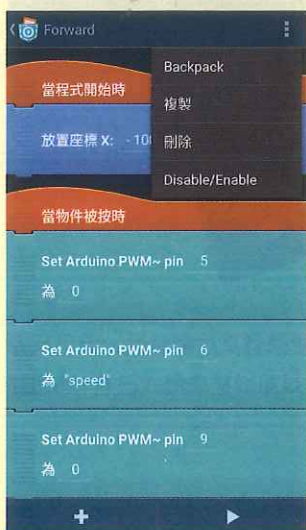 Forward
Backpack
當程式開始時
複製
放置座標 X: -10
刪除
Disable/Enable
當物件被按時
Set Arduino PWM~ pin 5
為 0
Set Arduino PWM~ pin 6
為 "speed"
Set Arduino PWM~ pin 9
為 0